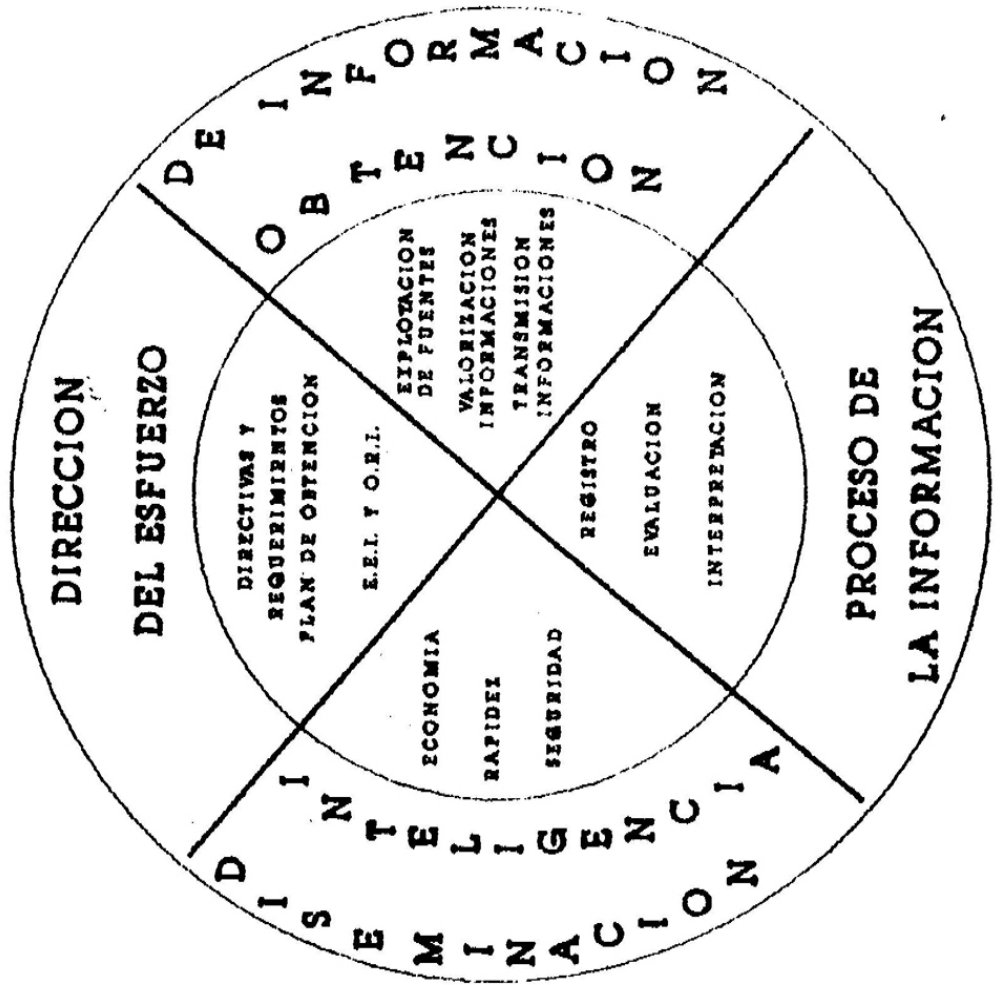 DIRECCION
DEL ESFUERZO
DIRECTIVAS Y
REQUERIMIENTOS
PLAN DE OBTENCION
E.E.I. Y O.R.I.
OBTENCION
DE INFORMACION
EXPLOTACION
DE FUENTES
VALORIZACION
INFORMACIONES
TRANSMISION
INFORMACIONES
REGISTRO
EVALUACION
INTERPRETACION
PROCESO DE
LA INFORMACION
DISEMINACION
INTELIGENCIA
ECONOMIA
RAPIDEZ
SEGURIDAD